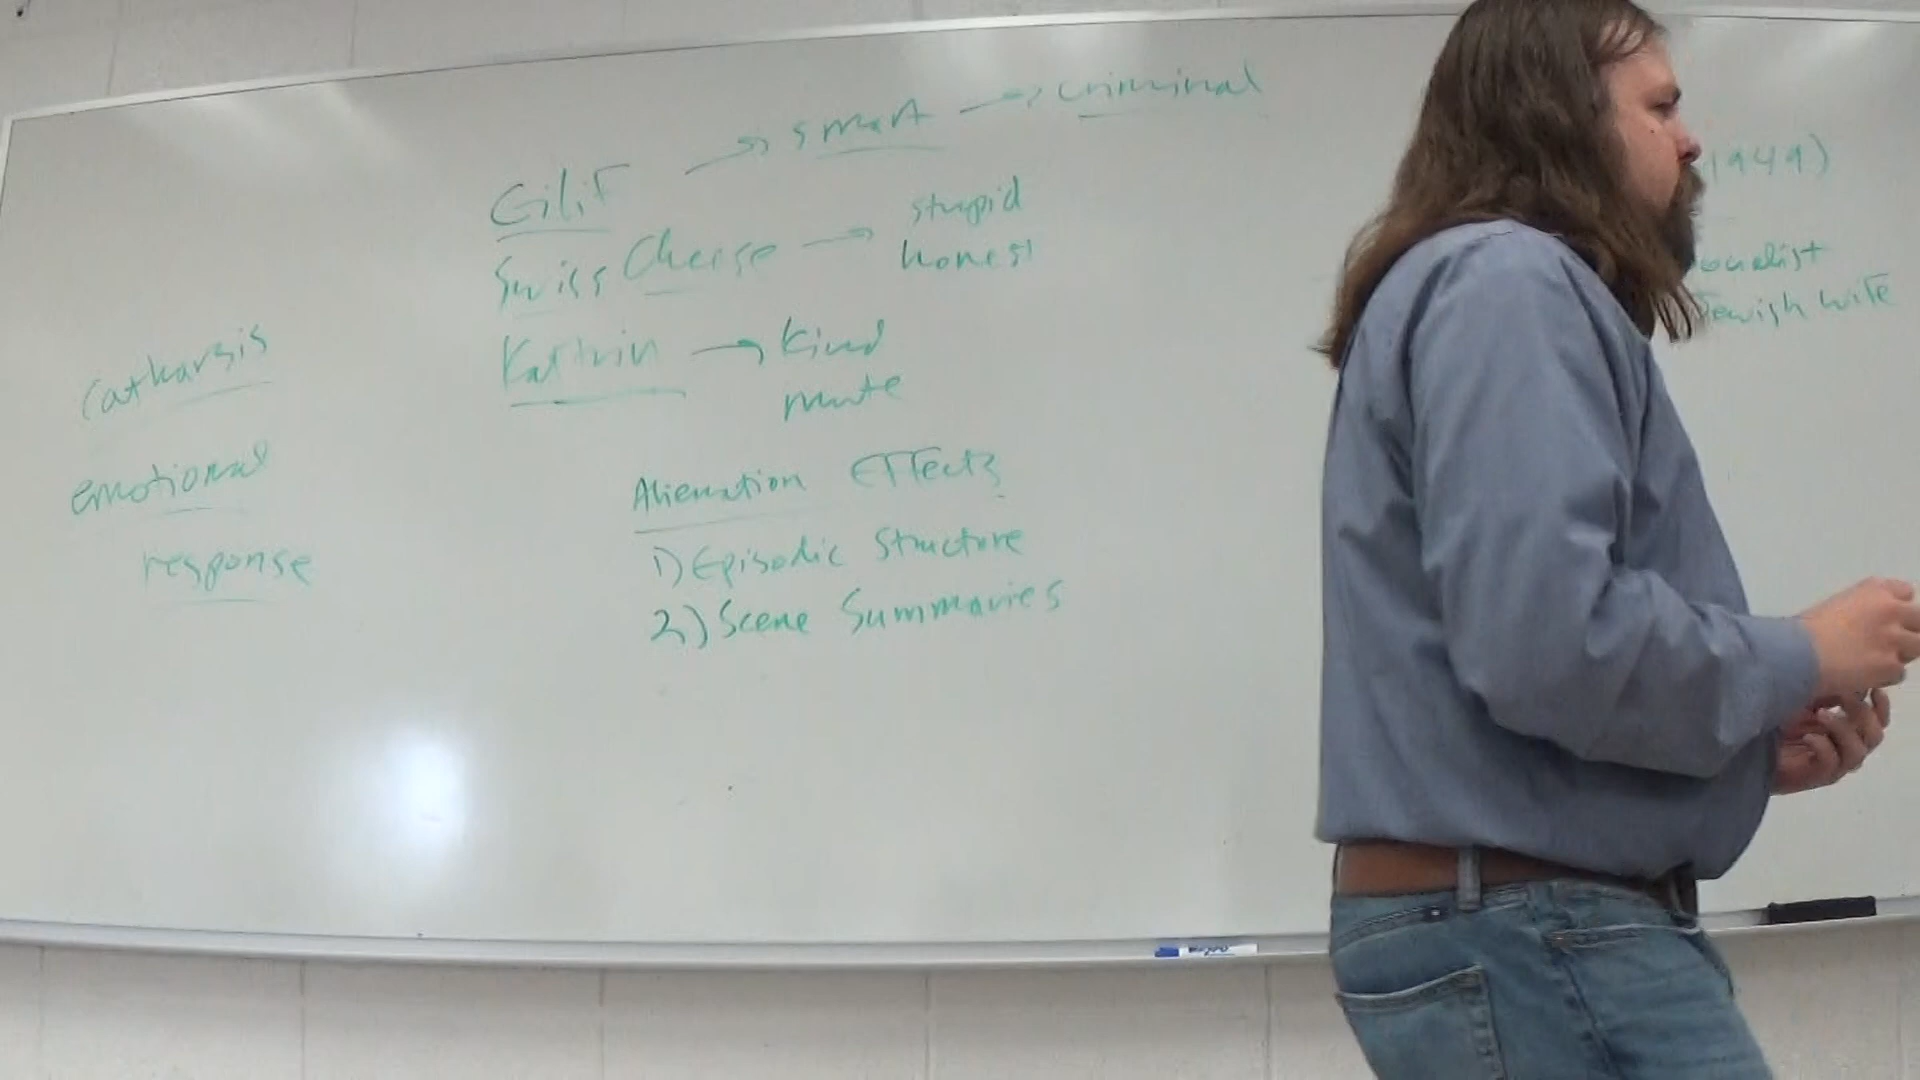 Eilif → smart → criminal
Swiss Cheese → stupid
honest
Kattrin → kind
mute
catharsis
emotional
response
Alienation Effects
1) Episodic Structure
2) Scene Summaries
1949)
Jewish wife